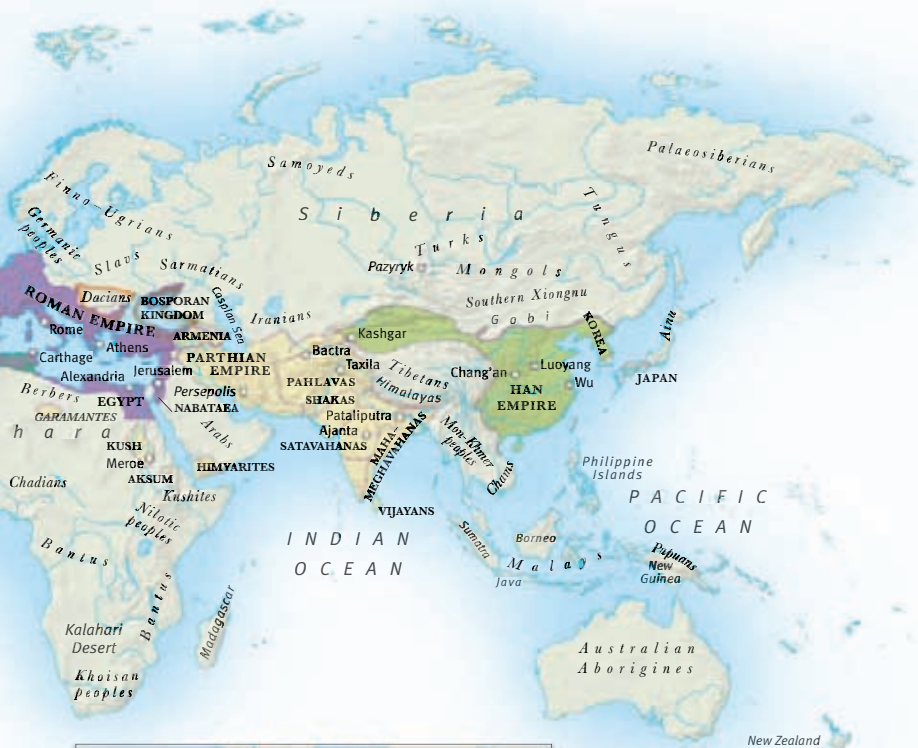 Samoyeds
Palaeosiberians
Finno-Ugrians
Siberia
Tungus
Germanic
peoples
Slavs
Sarmatians
Turks
Pazyryk
Mongols
Southern Xiongnu
Gobi
Dacians
BOSPORAN
KINGDOM
Caspian Sea
Iranians
ROMAN EMPIRE
Rome
ARMENIA
Kashgar
KOREA
Ainu
Carthage
Athens
PARTHIAN
EMPIRE
Bactra
Taxila
Tibetans
Chang'an
Luoyang
Wu
JAPAN
Alexandria
Jerusalem
PAHLAVAS
Himalayas
HAN
EMPIRE
Berbers
EGYPT
Persepolis
SHAKAS
NABATAEA
Pataliputra
GARAMANTES
Ajanta
hara
Arabs
SATAVAHANAS
MAHA-
MEGHAVAHANAS
Mon-Khmer
peoples
KUSH
Meroe
HIMYARITES
AKSUM
Chams
Philippine
Islands
Chadians
Kushites
PACIFIC
OCEAN
Nilotic
peoples
VIJAYANS
INDIAN
OCEAN
Sumatra
Borneo
Malays
Java
Papuans
New
Guinea
Bantus
Bantus
Madagascar
Kalahari
Desert
Khoisan
peoples
Australian
Aborigines
New Zealand